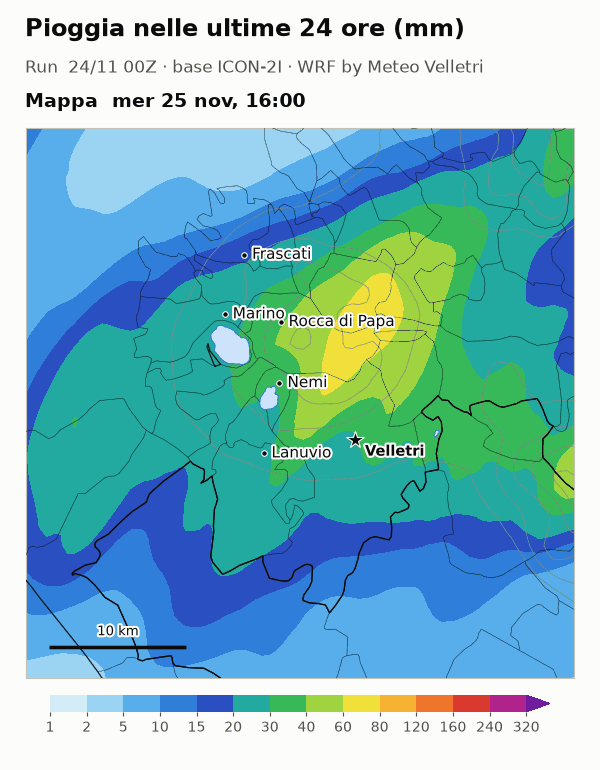 Pioggia nelle ultime 24 ore (mm)
Run  24/11 00Z · base ICON-2I · WRF by Meteo Velletri
Mappa  mer 25 nov, 16:00
Frascati
Marino
Rocca di Papa
Nemi
Velletri
Lanuvio
10 km
1 2 5 10 15 20 30 40 60 80 120 160 240 320